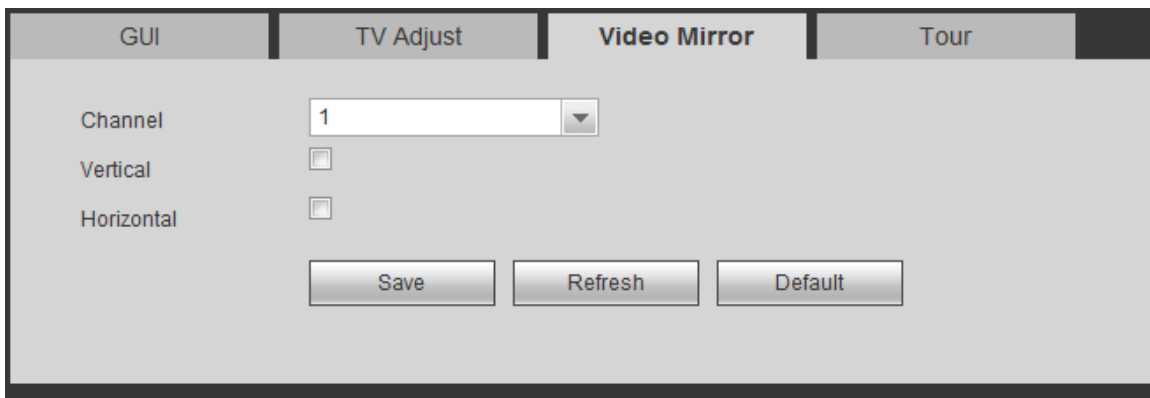 GUI TV Adjust Video Mirror Tour
Channel 1
Vertical
Horizontal
Save Refresh Default